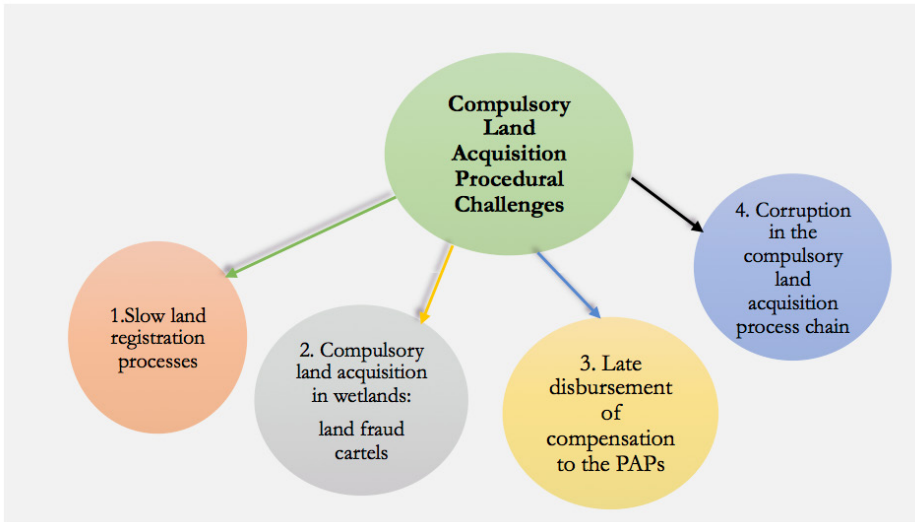 Compulsory
Land
Acquisition
Procedural
Challenges
1.Slow land
registration
processes
2. Compulsory
land acquisition
in wetlands:
land fraud
cartels
3. Late
disbursement
of
compensation
to the PAPs
4. Corruption
in the
compulsory
land
acquisition
process chain